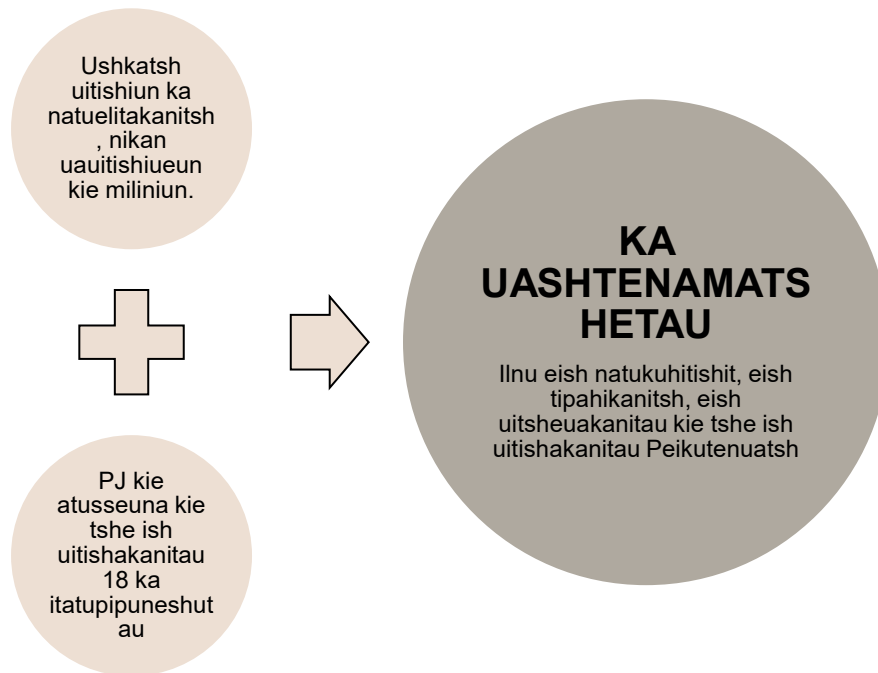 Ushkatsh
uitishiun ka
natuelitakanitsh
, nikan
uauitishiueun
kie miliniun.
PJ kie
atusseuna kie
tshe ish
uitishakanitau
18 ka
itatupipuneshut
au
KA
UASHTENAMATS
HETAU
Ilnu eish natukuhitishit, eish
tipahikanitsh, eish
uitsheuakanitau kie tshe ish
uitishakanitau Peikutenuatsh